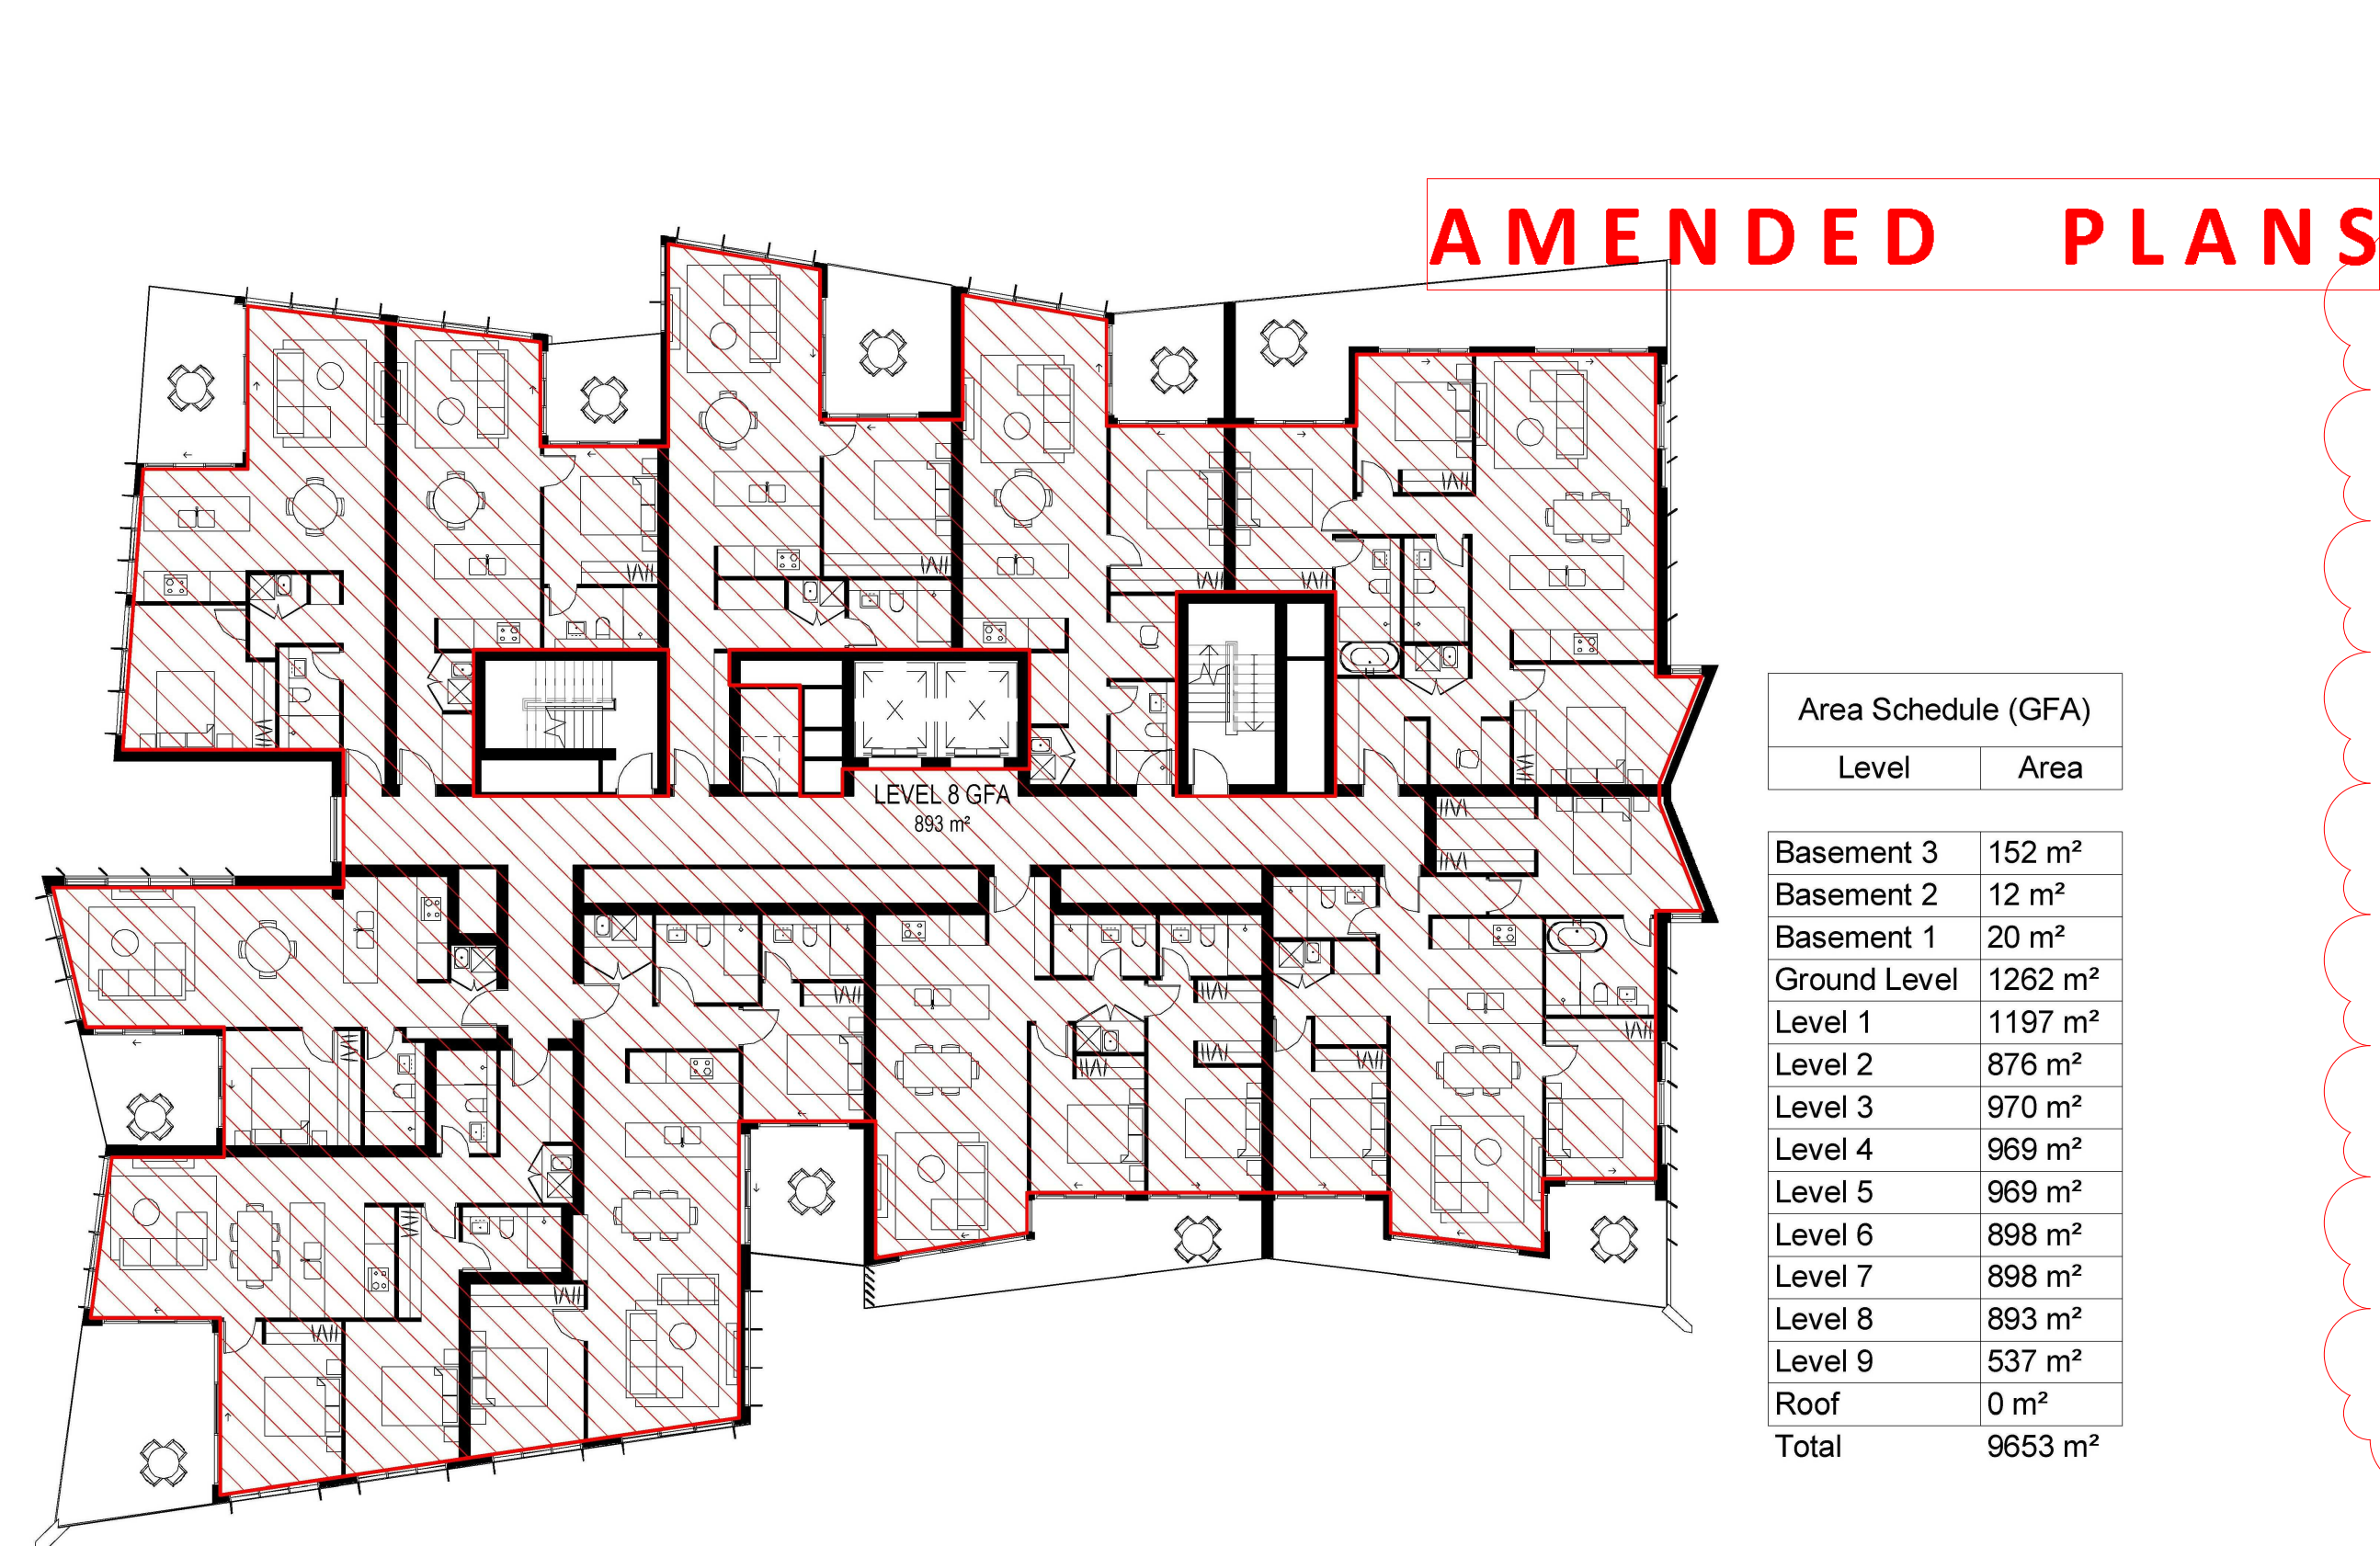 AMENDED PLANS
LEVEL 8 GFA
893 m²
Area Schedule (GFA)
Level Area
Basement 3 152 m²
Basement 2 12 m²
Basement 1 20 m²
Ground Level 1262 m²
Level 1 1197 m²
Level 2 876 m²
Level 3 970 m²
Level 4 969 m²
Level 5 969 m²
Level 6 898 m²
Level 7 898 m²
Level 8 893 m²
Level 9 537 m²
Roof 0 m²
Total 9653 m²